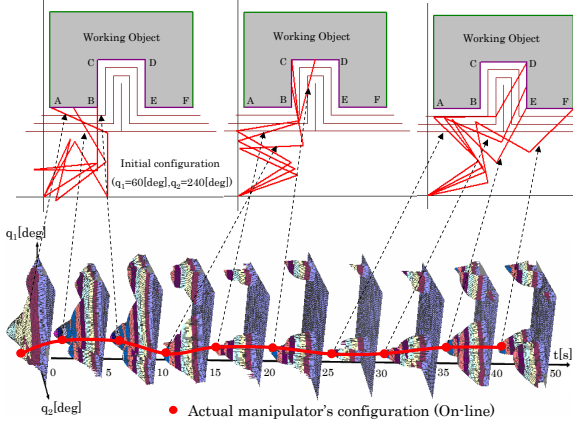 Working Object
C D
A B E F
Initial configuration
(q1=60[deg],q2=240[deg])
Working Object
C D
A B E F
Working Object
C D
A B E F
q1[deg]
0 5 10 15 20 25 30 35 40 50
t[s]
q2[deg]
Actual manipulator's configuration (On-line)